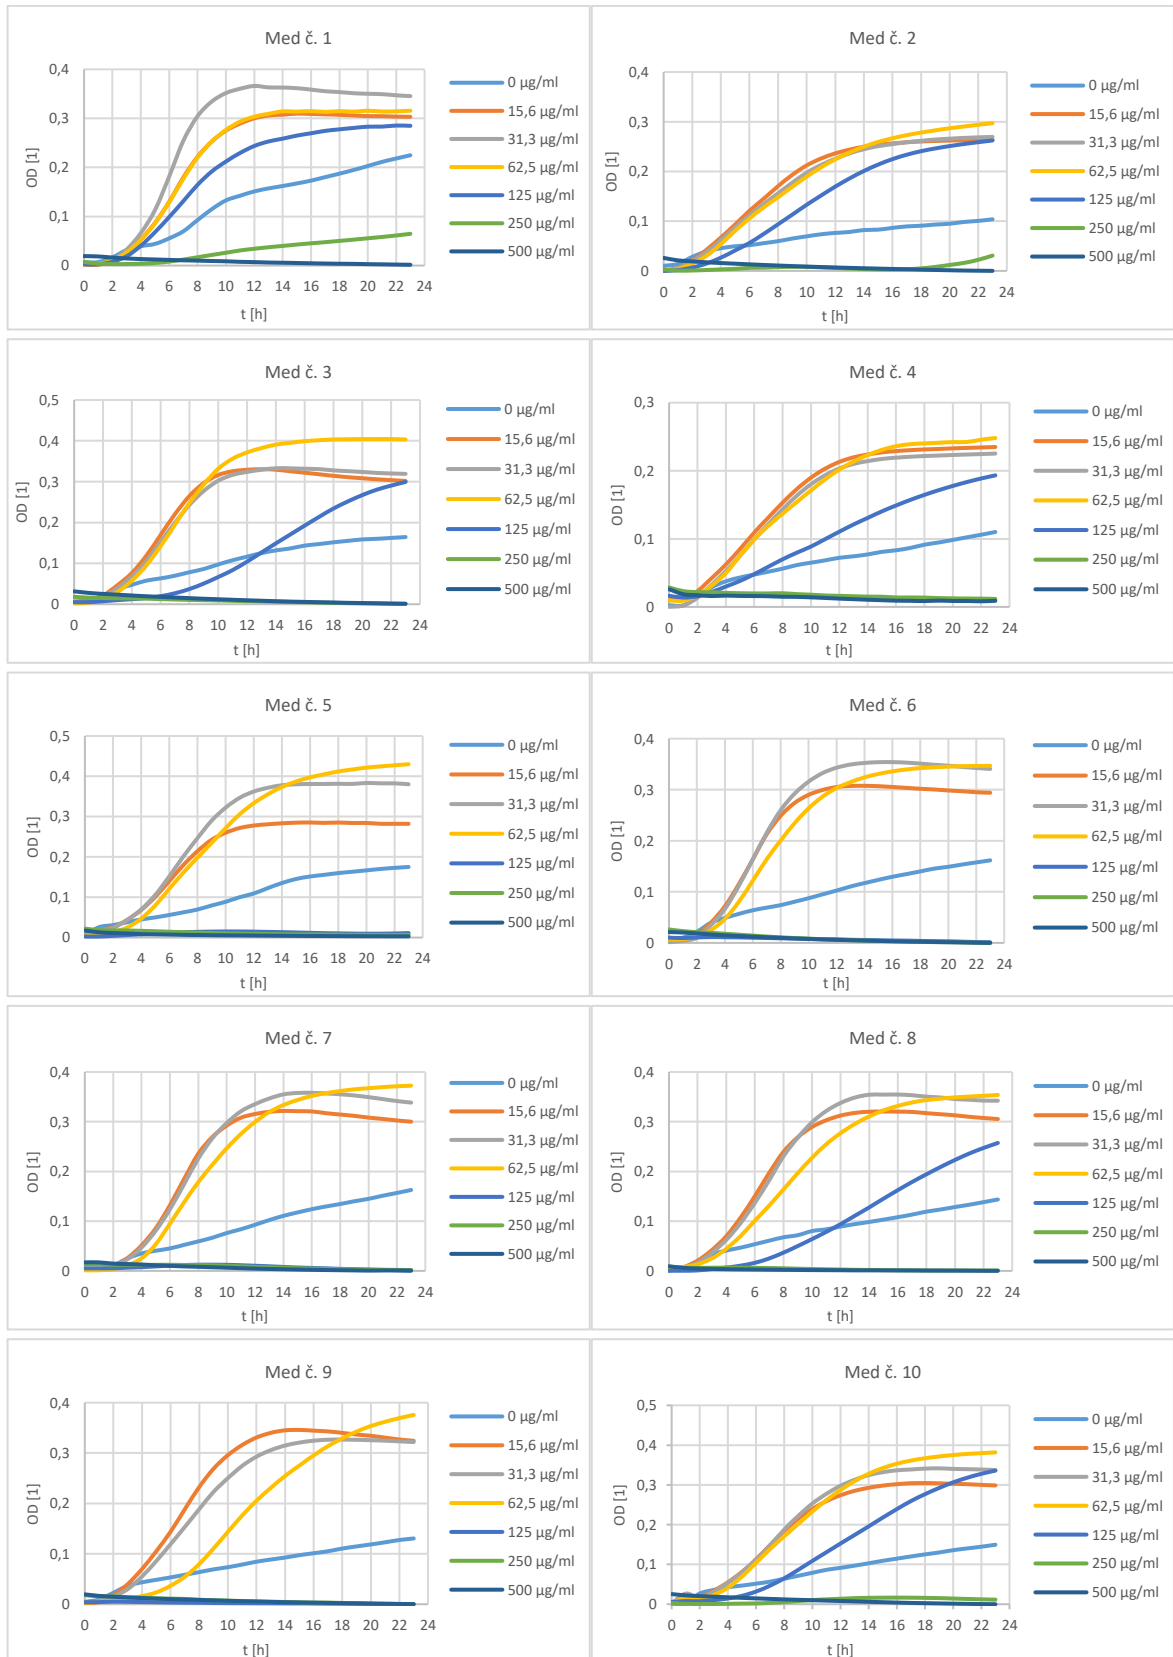 Med č. 1
OD [1]
0,4
0,3
0,2
0,1
0
0 2 4 6 8 10 12 14 16 18 20 22 24
t [h]
0 µg/ml
15,6 µg/ml
31,3 µg/ml
62,5 µg/ml
125 µg/ml
250 µg/ml
500 µg/ml
Med č. 2
OD [1]
0,4
0,3
0,2
0,1
0
0 2 4 6 8 10 12 14 16 18 20 22 24
t [h]
0 µg/ml
15,6 µg/ml
31,3 µg/ml
62,5 µg/ml
125 µg/ml
250 µg/ml
500 µg/ml
Med č. 3
OD [1]
0,5
0,4
0,3
0,2
0,1
0
0 2 4 6 8 10 12 14 16 18 20 22 24
t [h]
0 µg/ml
15,6 µg/ml
31,3 µg/ml
62,5 µg/ml
125 µg/ml
250 µg/ml
500 µg/ml
Med č. 4
OD [1]
0,3
0,2
0,1
0
0 2 4 6 8 10 12 14 16 18 20 22 24
t [h]
0 µg/ml
15,6 µg/ml
31,3 µg/ml
62,5 µg/ml
125 µg/ml
250 µg/ml
500 µg/ml
Med č. 5
OD [1]
0,5
0,4
0,3
0,2
0,1
0
0 2 4 6 8 10 12 14 16 18 20 22 24
t [h]
0 µg/ml
15,6 µg/ml
31,3 µg/ml
62,5 µg/ml
125 µg/ml
250 µg/ml
500 µg/ml
Med č. 6
OD [1]
0,4
0,3
0,2
0,1
0
0 2 4 6 8 10 12 14 16 18 20 22 24
t [h]
0 µg/ml
15,6 µg/ml
31,3 µg/ml
62,5 µg/ml
125 µg/ml
250 µg/ml
500 µg/ml
Med č. 7
OD [1]
0,4
0,3
0,2
0,1
0
0 2 4 6 8 10 12 14 16 18 20 22 24
t [h]
0 µg/ml
15,6 µg/ml
31,3 µg/ml
62,5 µg/ml
125 µg/ml
250 µg/ml
500 µg/ml
Med č. 8
OD [1]
0,4
0,3
0,2
0,1
0
0 2 4 6 8 10 12 14 16 18 20 22 24
t [h]
0 µg/ml
15,6 µg/ml
31,3 µg/ml
62,5 µg/ml
125 µg/ml
250 µg/ml
500 µg/ml
Med č. 9
OD [1]
0,4
0,3
0,2
0,1
0
0 2 4 6 8 10 12 14 16 18 20 22 24
t [h]
0 µg/ml
15,6 µg/ml
31,3 µg/ml
62,5 µg/ml
125 µg/ml
250 µg/ml
500 µg/ml
Med č. 10
OD [1]
0,5
0,4
0,3
0,2
0,1
0
0 2 4 6 8 10 12 14 16 18 20 22 24
t [h]
0 µg/ml
15,6 µg/ml
31,3 µg/ml
62,5 µg/ml
125 µg/ml
250 µg/ml
500 µg/ml